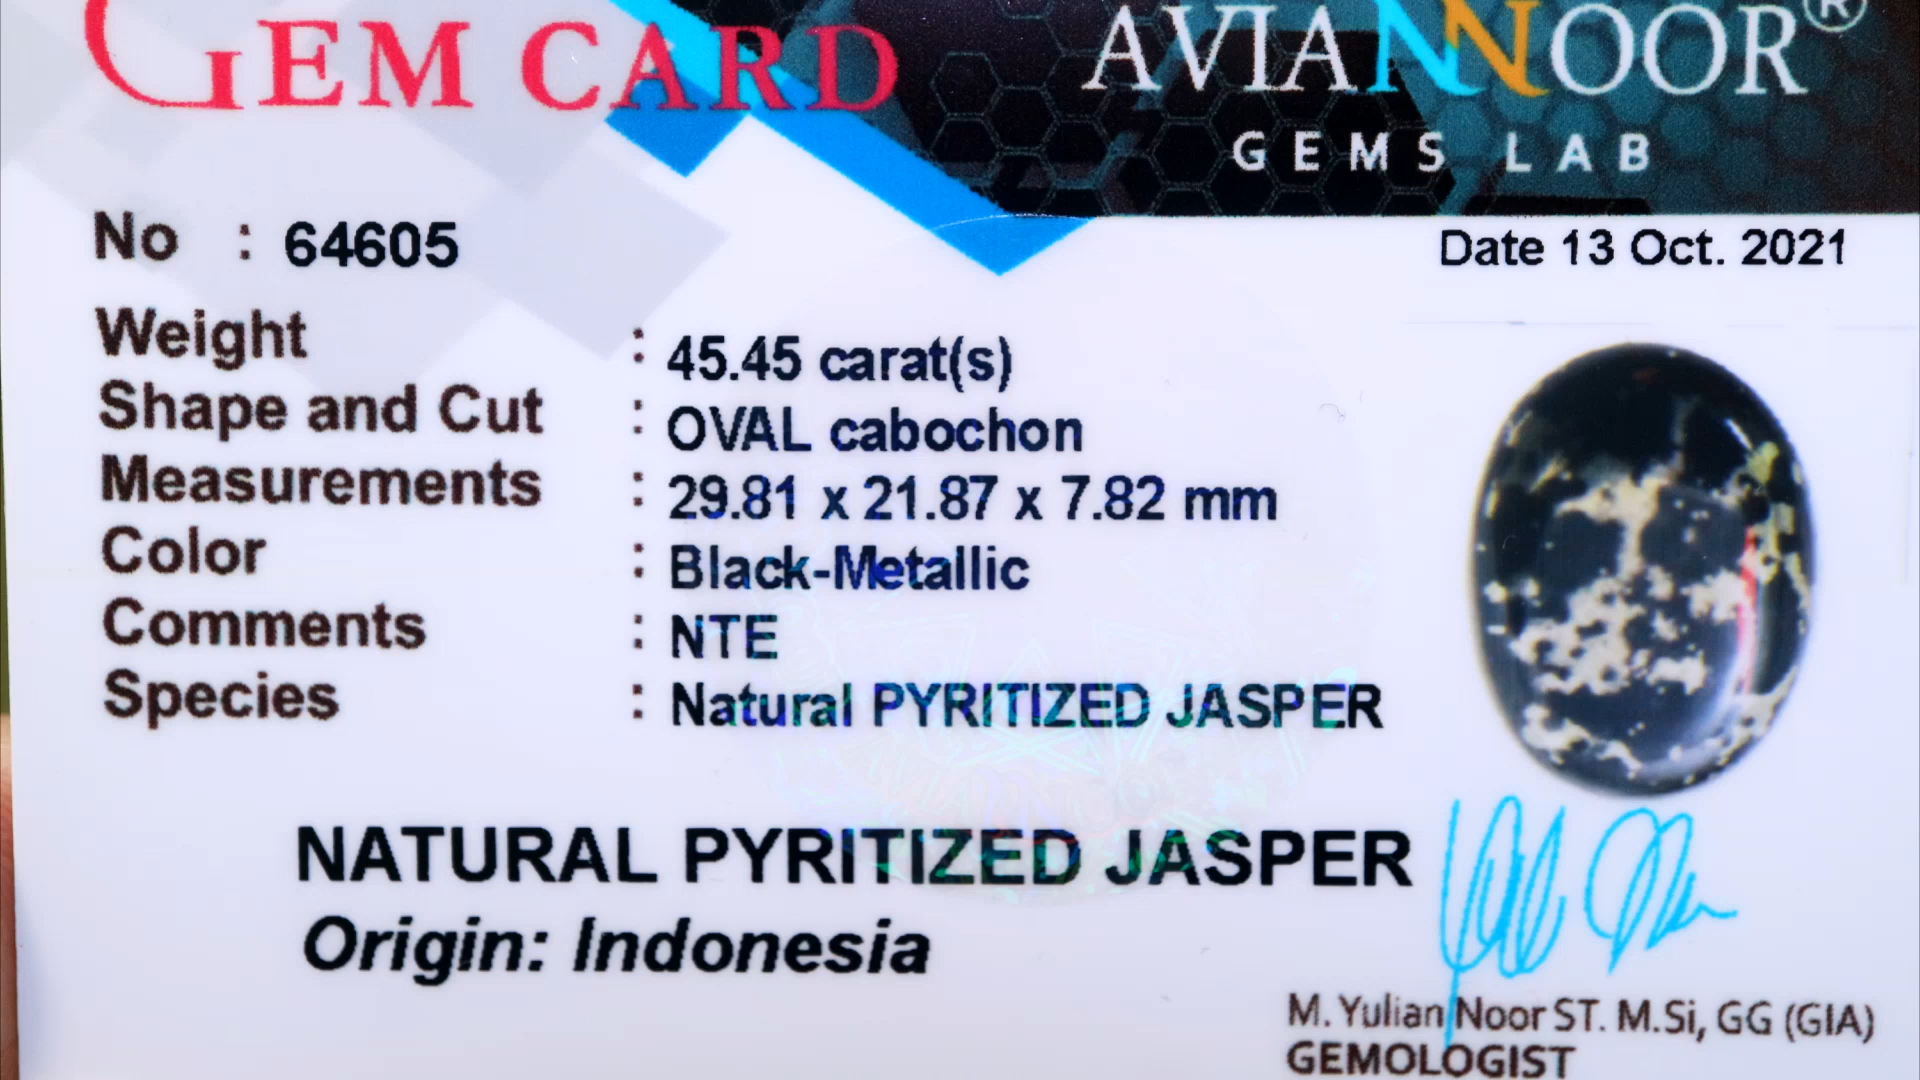 GEM CARD
AVIANNOOR®
GEMS LAB
No : 64605
Date 13 Oct. 2021
Weight : 45.45 carat(s)
Shape and Cut : OVAL cabochon
Measurements : 29.81 x 21.87 x 7.82 mm
Color : Black-Metallic
Comments : NTE
Species : Natural PYRITIZED JASPER
NATURAL PYRITIZED JASPER
Origin: Indonesia
M. Yulian Noor ST. M.Si, GG (GIA)
GEMOLOGIST